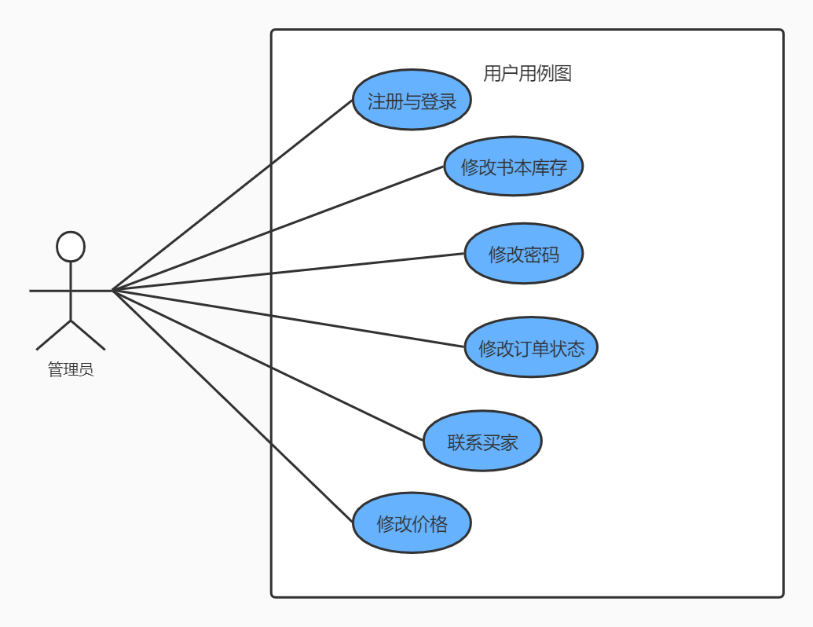 用户用例图
注册与登录
修改书本库存
修改密码
修改订单状态
管理员
联系买家
修改价格